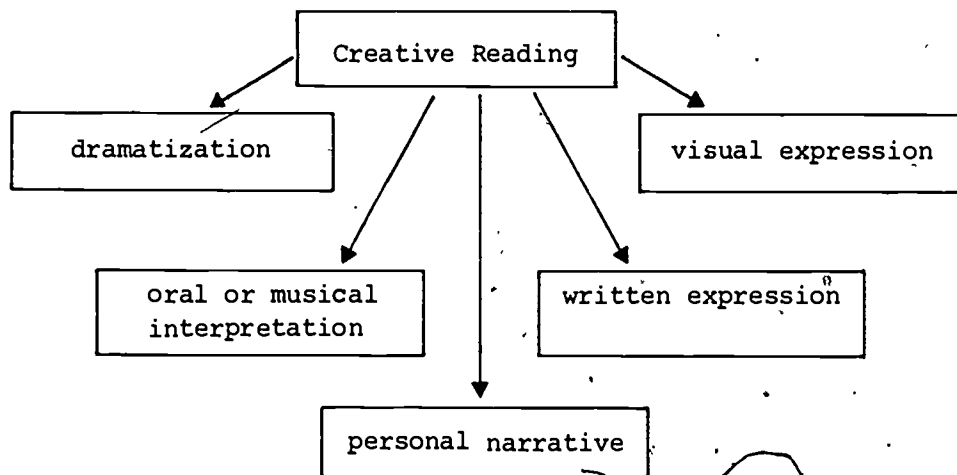 Creative Reading
dramatization
visual expression
oral or musical
interpretation
written expression
personal narrative